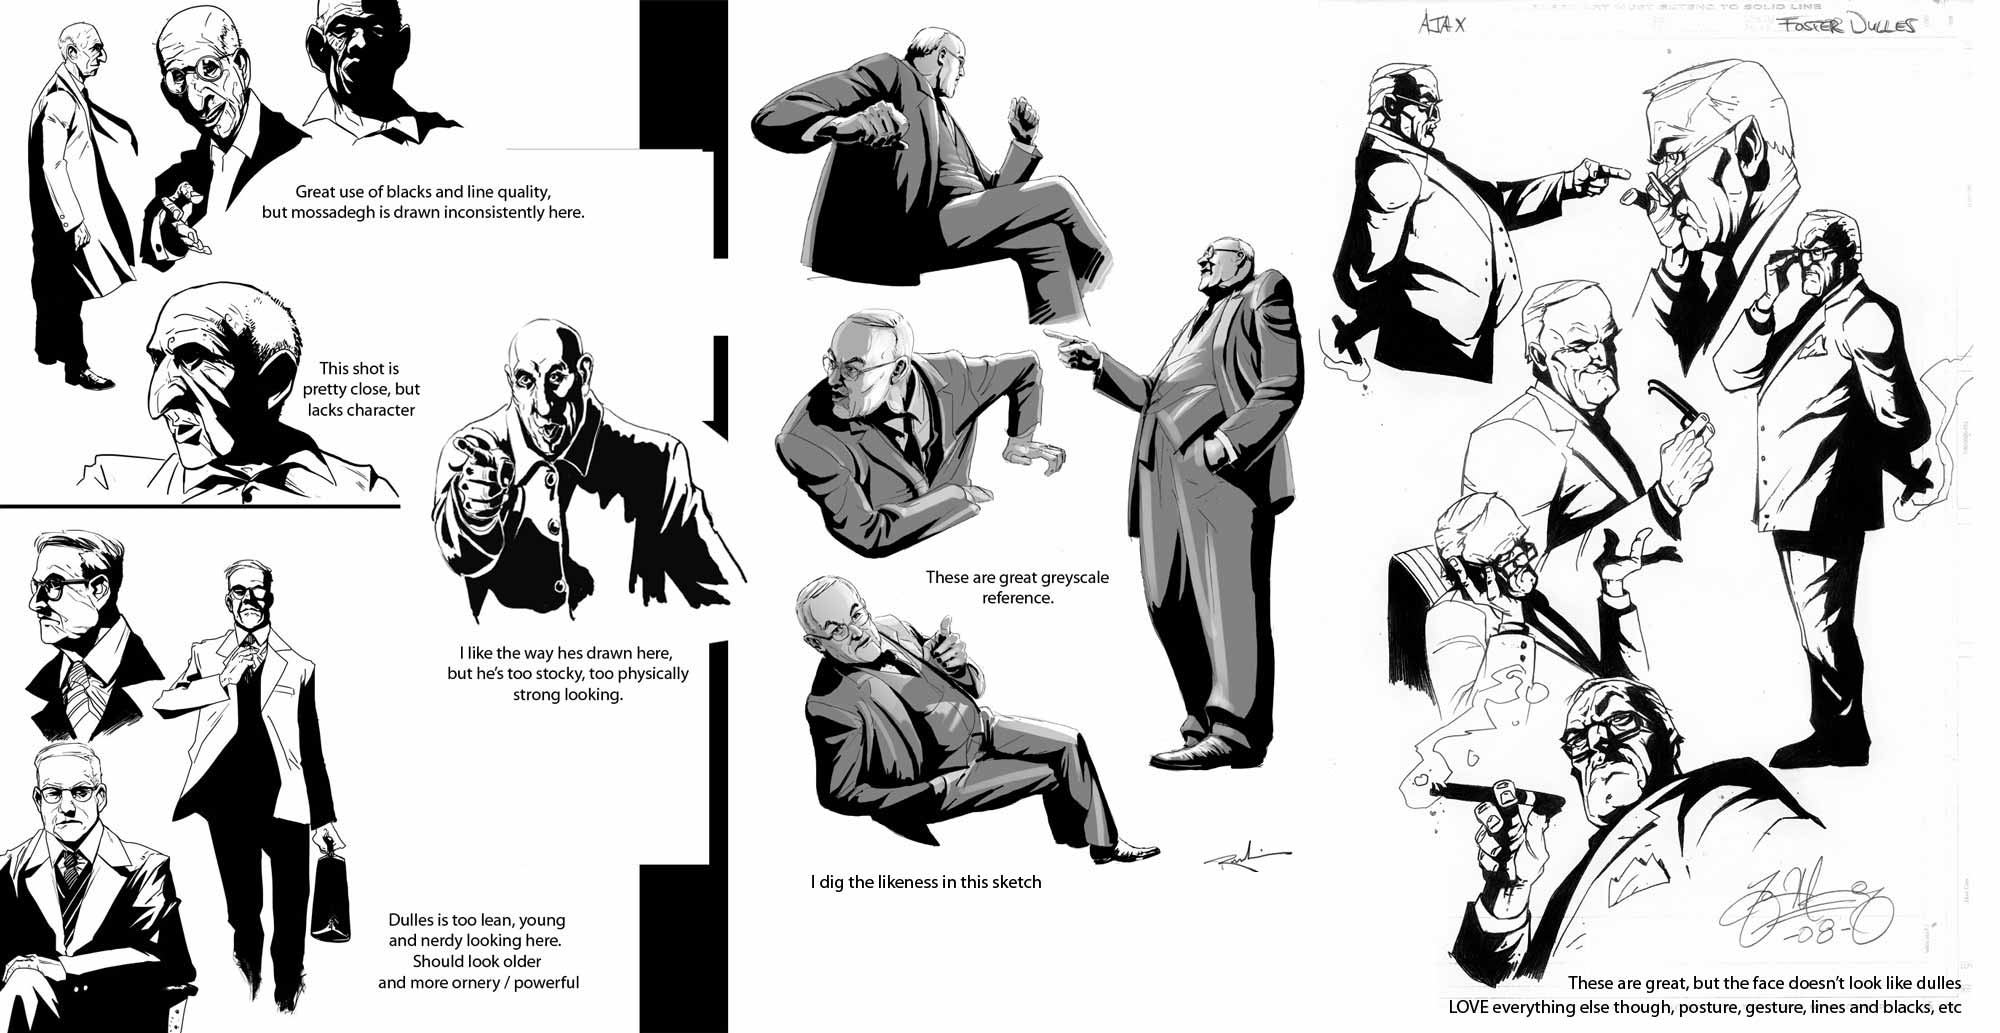 AJAX
FOSTER DULLES
Great use of blacks and line quality,
but mossadegh is drawn inconsistently here.
This shot is
pretty close, but
lacks character
I like the way hes drawn here,
but he's too stocky, too physically
strong looking.
Dulles is too lean, young
and nerdy looking here.
Should look older
and more ornery / powerful
These are great greyscale
reference.
I dig the likeness in this sketch
-08-
These are great, but the face doesn't look like dulles
LOVE everything else though, posture, gesture, lines and blacks, etc